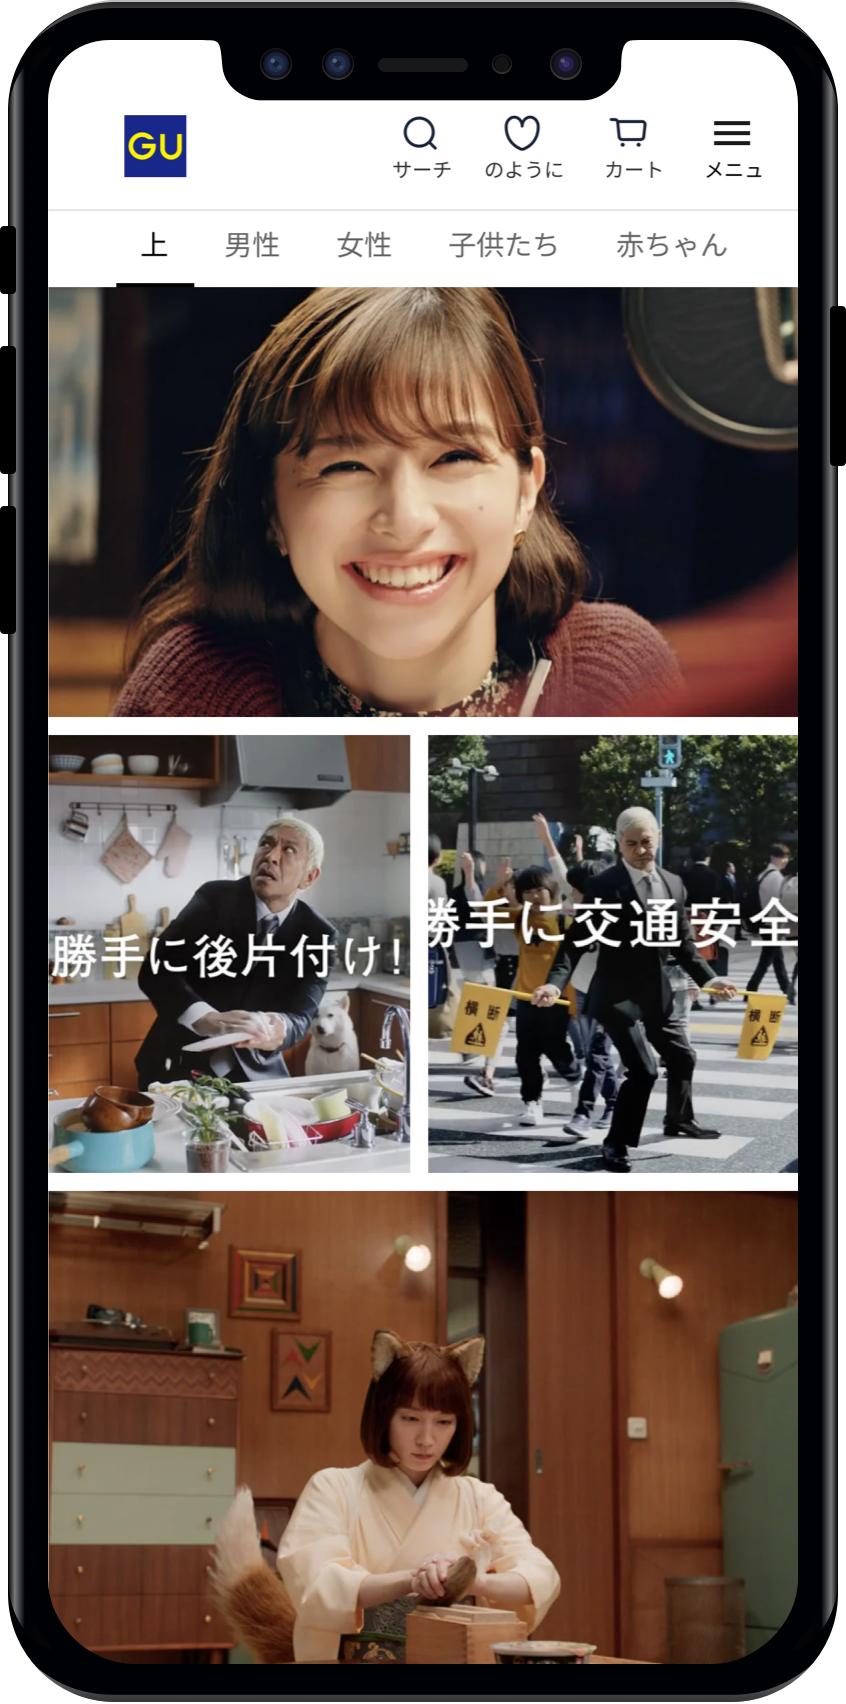 GU
サーチ
のように
カート
メニュ
上
男性
女性
子供たち
赤ちゃん
勝手に後片付け!
勝手に交通安全
横断
横断